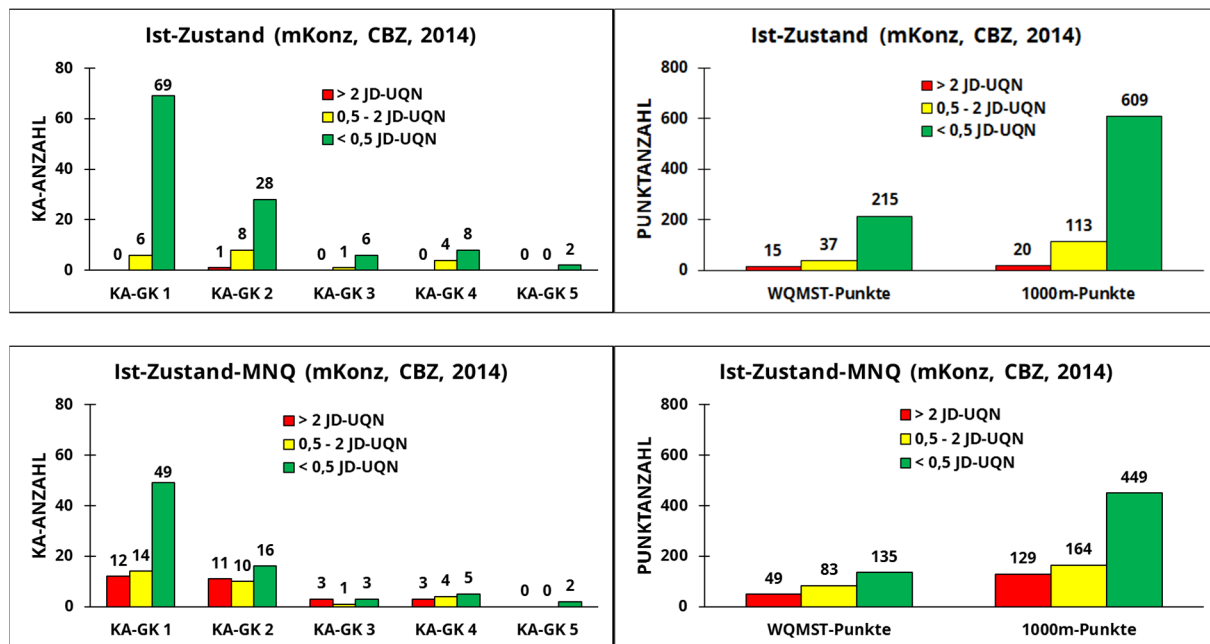 Ist-Zustand (mKonz, CBZ, 2014)
KA-ANZAHL
80
60
40
20
0
> 2 JD-UQN
0,5 - 2 JD-UQN
< 0,5 JD-UQN
0 6 69
1 8 28
0 1 6
0 4 8
0 0 2
KA-GK 1 KA-GK 2 KA-GK 3 KA-GK 4 KA-GK 5
Ist-Zustand (mKonz, CBZ, 2014)
PUNKTANZAHL
800
600
400
200
0
> 2 JD-UQN
0,5 - 2 JD-UQN
< 0,5 JD-UQN
15 37 215
20 113 609
WQMST-Punkte 1000m-Punkte
Ist-Zustand-MNQ (mKonz, CBZ, 2014)
KA-ANZAHL
80
60
40
20
0
> 2 JD-UQN
0,5 - 2 JD-UQN
< 0,5 JD-UQN
12 14 49
11 10 16
3 1 3
3 4 5
0 0 2
KA-GK 1 KA-GK 2 KA-GK 3 KA-GK 4 KA-GK 5
Ist-Zustand-MNQ (mKonz, CBZ, 2014)
PUNKTANZAHL
800
600
400
200
0
> 2 JD-UQN
0,5 - 2 JD-UQN
< 0,5 JD-UQN
49 83 135
129 164 449
WQMST-Punkte 1000m-Punkte